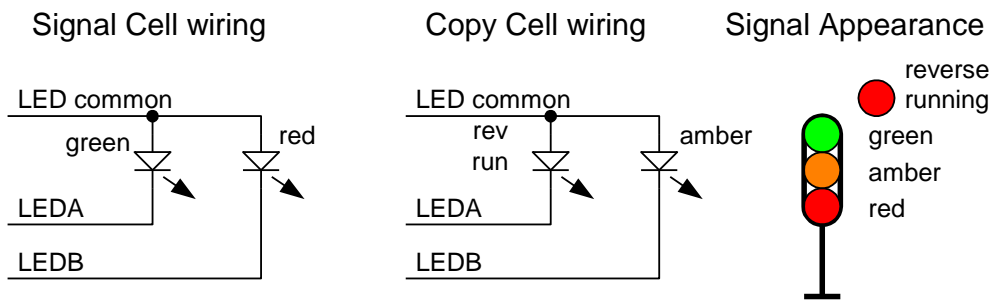 Signal Cell wiring
LED common
green
red
LEDA
LEDB
Copy Cell wiring
LED common
rev
run
amber
LEDA
LEDB
Signal Appearance
reverse
running
green
amber
red